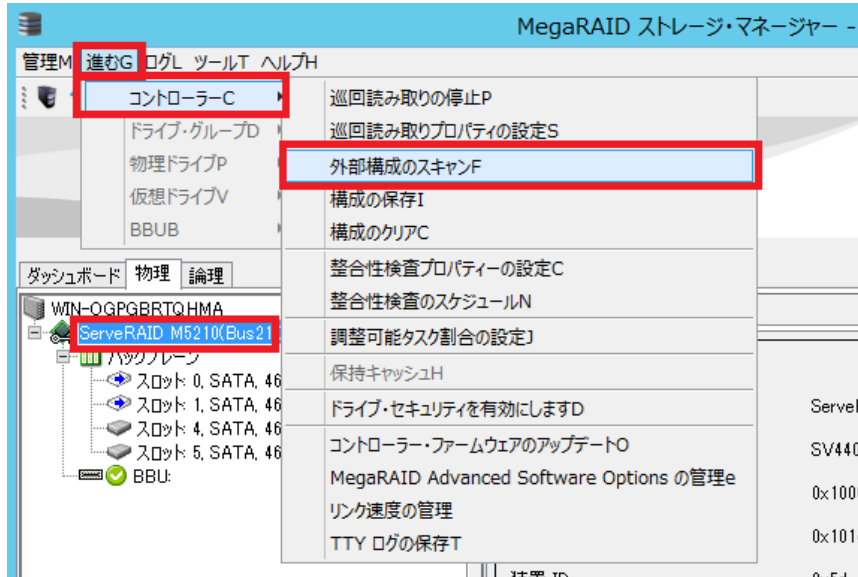 MegaRAID ストレージ・マネージャー -
管理M 進むG ログL ツールT ヘルプH
コントローラーC
ドライブ・グループD
物理ドライブP
仮想ドライブV
BBUB
巡回読み取りの停止P
巡回読み取りプロパティの設定S
外部構成のスキャンF
構成の保存I
構成のクリアC
整合性検査プロパティーの設定C
整合性検査のスケジュールN
調整可能タスク割合の設定J
保持キャッシュH
ドライブ・セキュリティを有効にしますD
コントローラー・ファームウェアのアップデートO
MegaRAID Advanced Software Options の管理e
リンク速度の管理
TTY ログの保存T
ダッシュボード 物理 論理
WIN-OGPGBRTQHMA
ServeRAID M5210(Bus21
バックプレーン
スロット: 0, SATA, 46
スロット: 1, SATA, 46
スロット: 4, SATA, 46
スロット: 5, SATA, 46
BBU:
Serve
SV440
0x100
0x101
装置 ID